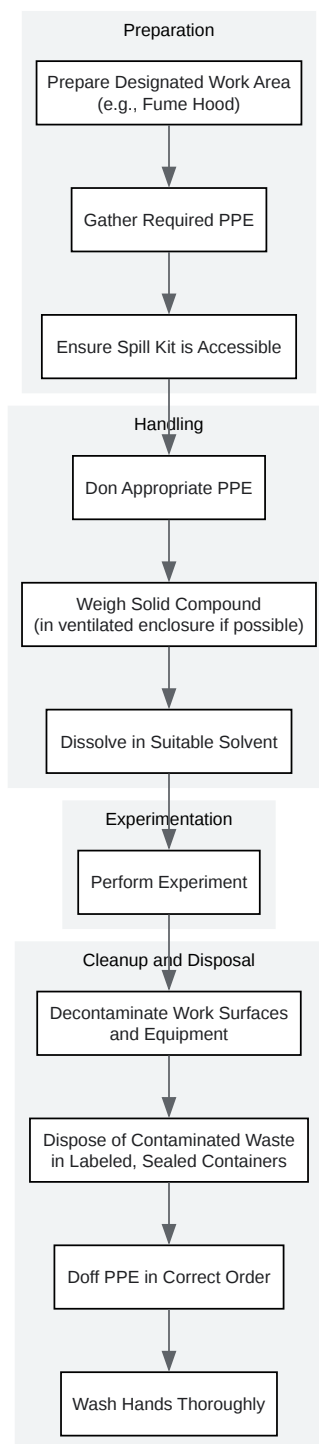 Preparation
Prepare Designated Work Area
(e.g., Fume Hood)
Gather Required PPE
Ensure Spill Kit is Accessible
Handling
Don Appropriate PPE
Weigh Solid Compound
(in ventilated enclosure if possible)
Dissolve in Suitable Solvent
Experimentation
Perform Experiment
Cleanup and Disposal
Decontaminate Work Surfaces
and Equipment
Dispose of Contaminated Waste
in Labeled, Sealed Containers
Doff PPE in Correct Order
Wash Hands Thoroughly